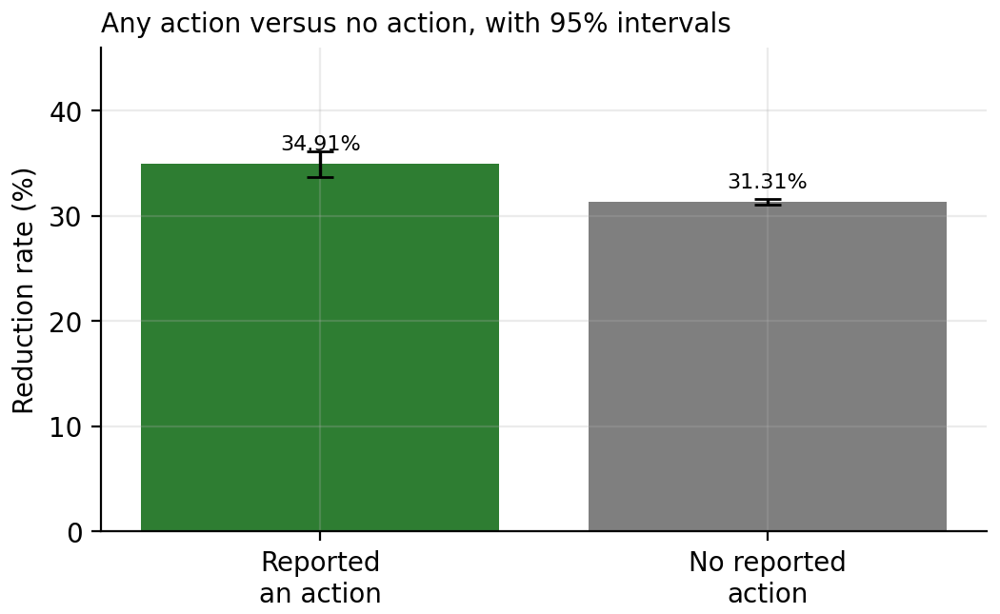 Any action versus no action, with 95% intervals
Reduction rate (%)
40
30
20
10
0
34.91%
31.31%
Reported
an action
No reported
action